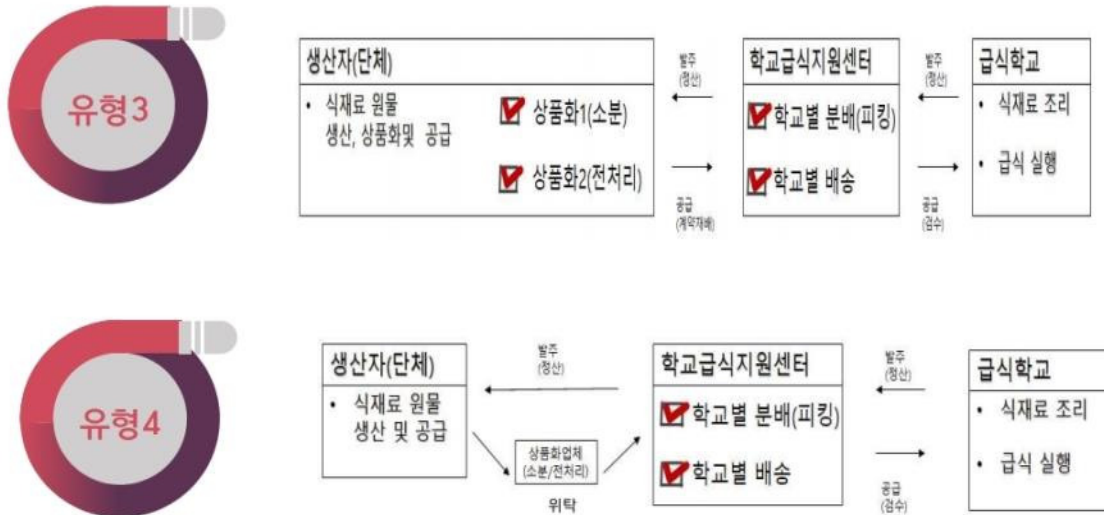 유형3
생산자(단체)
• 식재료 원물
생산, 상품화및 공급
상품화1(소분)
상품화2(전처리)
발주
(정산)
공급
(계약재배)
학교급식지원센터
학교별 분배(피킹)
학교별 배송
발주
(정산)
공급
(검수)
급식학교
• 식재료 조리
• 급식 실행
유형4
생산자(단체)
• 식재료 원물
생산 및 공급
발주
(정산)
상품화업체
(소분/전처리)
위탁
학교급식지원센터
학교별 분배(피킹)
학교별 배송
발주
(정산)
공급
(검수)
급식학교
• 식재료 조리
• 급식 실행